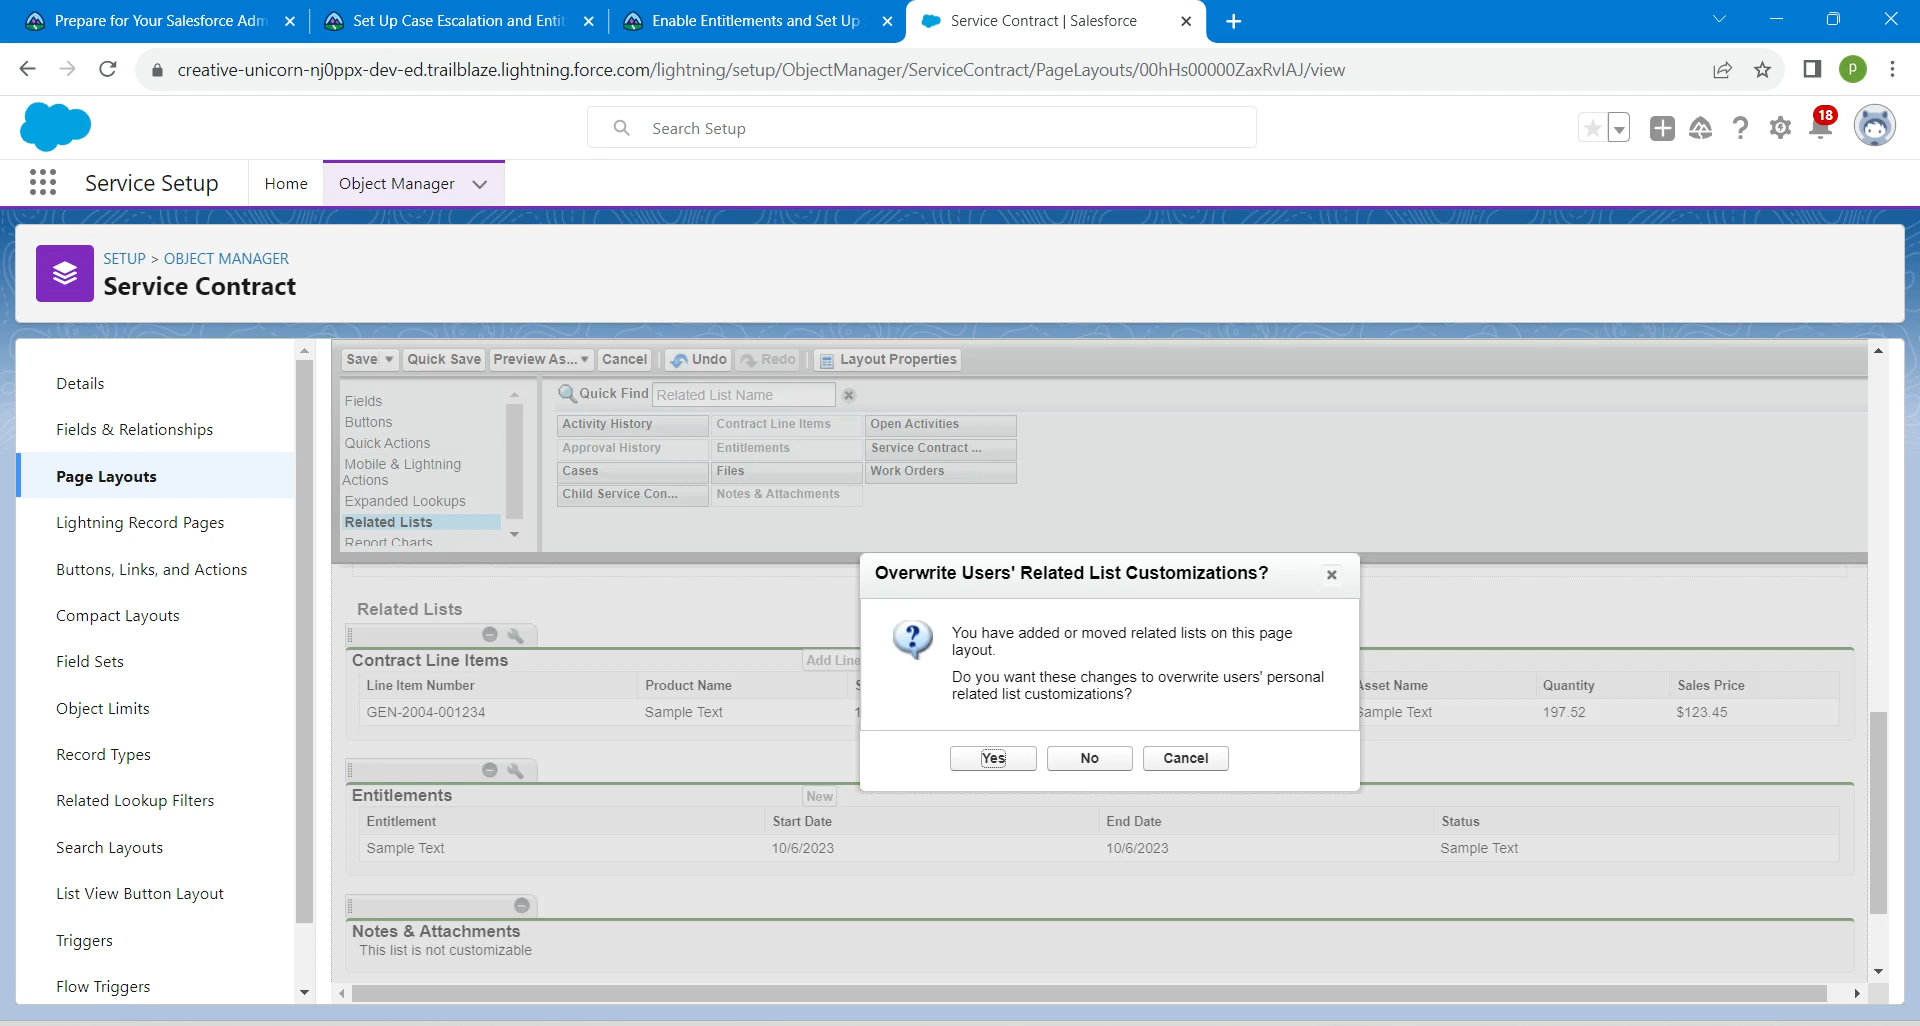 Prepare for Your Salesforce Adm
Set Up Case Escalation and Entit
Enable Entitlements and Set Up
Service Contract | Salesforce
creative-unicorn-nj0ppx-dev-ed.trailblaze.lightning.force.com/lightning/setup/ObjectManager/ServiceContract/PageLayouts/00hHs00000ZaxRvIAJ/view
p
Search Setup
18
Service Setup
Home
Object Manager
SETUP > OBJECT MANAGER
Service Contract
Details
Fields & Relationships
Page Layouts
Lightning Record Pages
Buttons, Links, and Actions
Compact Layouts
Field Sets
Object Limits
Record Types
Related Lookup Filters
Search Layouts
List View Button Layout
Triggers
Flow Triggers
Save Quick Save Preview As... Cancel Undo Redo Layout Properties
Fields
Buttons
Quick Actions
Mobile & Lightning
Actions
Expanded Lookups
Related Lists
Report Charts
Quick Find Related List Name
Activity History Contract Line Items Open Activities
Approval History Entitlements Service Contract ...
Cases Files Work Orders
Child Service Con... Notes & Attachments
Related Lists
Contract Line Items Add Line
Line Item Number Product Name S Asset Name Quantity Sales Price
GEN-2004-001234 Sample Text 1 Sample Text 197.52 $123.45
Overwrite Users' Related List Customizations?
You have added or moved related lists on this page
layout.
Do you want these changes to overwrite users' personal
related list customizations?
Yes No Cancel
Entitlements New
Entitlement Start Date End Date Status
Sample Text 10/6/2023 10/6/2023 Sample Text
Notes & Attachments
This list is not customizable